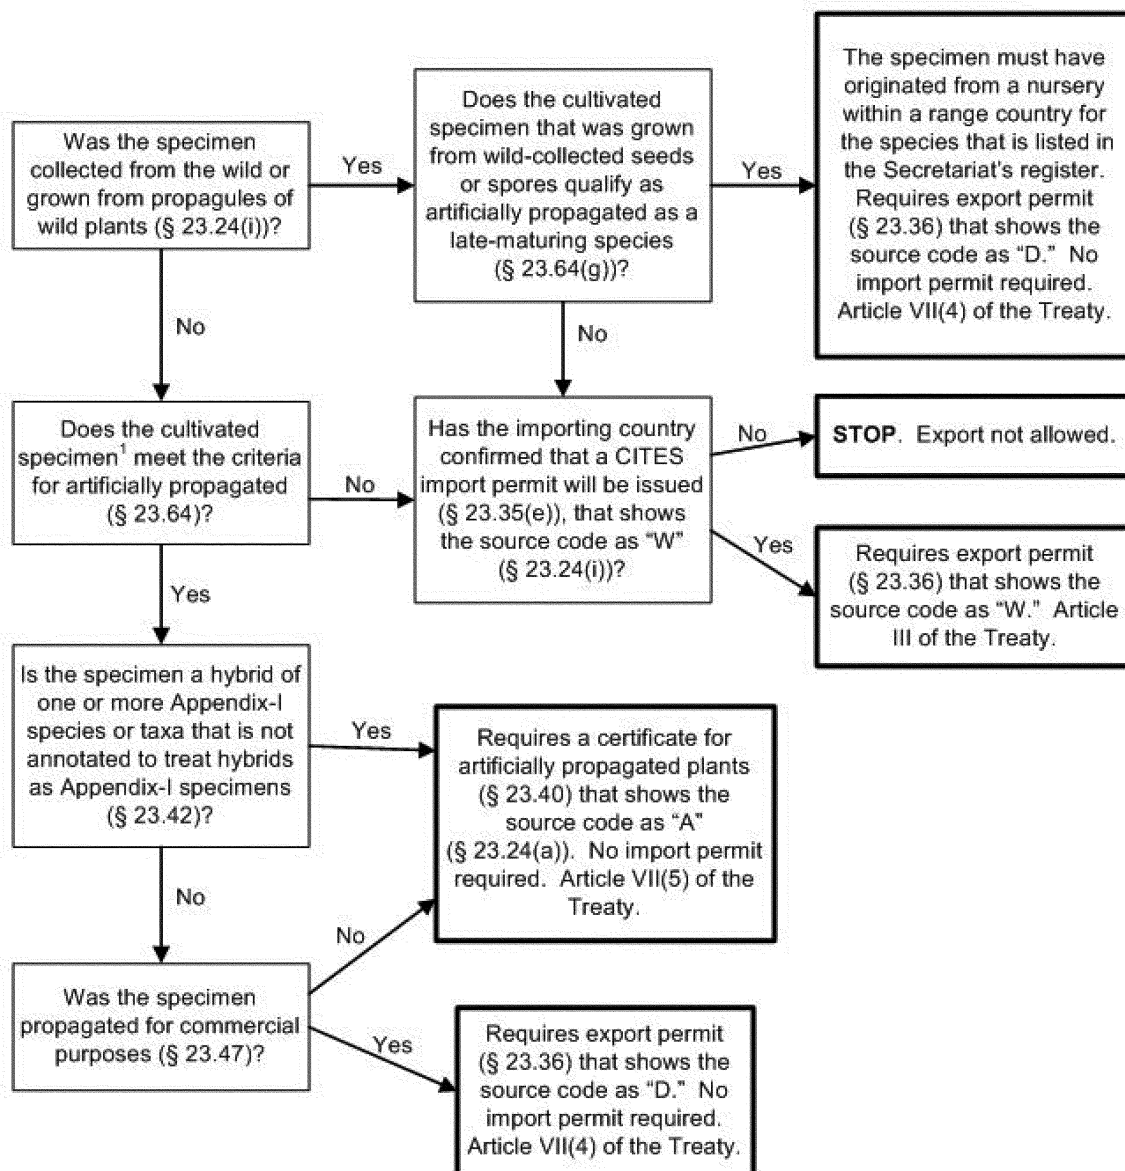 Was the specimen
collected from the wild or
grown from propagules of
wild plants (§ 23.24(i))?
Yes
Does the cultivated
specimen that was grown
from wild-collected seeds
or spores qualify as
artificially propagated as a
late-maturing species
(§ 23.64(g))?
Yes
The specimen must have
originated from a nursery
within a range country for
the species that is listed in
the Secretariat's register.
Requires export permit
(§ 23.36) that shows the
source code as “D.”  No
import permit required.
Article VII(4) of the Treaty.
No
No
Does the cultivated
specimen¹ meet the criteria
for artificially propagated
(§ 23.64)?
No
Has the importing country
confirmed that a CITES
import permit will be issued
(§ 23.35(e)), that shows
the source code as “W”
(§ 23.24(i))?
No
STOP.  Export not allowed.
Yes
Requires export permit
(§ 23.36) that shows the
source code as “W.”  Article
III of the Treaty.
Yes
Is the specimen a hybrid of
one or more Appendix-I
species or taxa that is not
annotated to treat hybrids
as Appendix-I specimens
(§ 23.42)?
Yes
Requires a certificate for
artificially propagated plants
(§ 23.40) that shows the
source code as “A”
(§ 23.24(a)).  No import permit
required.  Article VII(5) of the
Treaty.
No
No
Was the specimen
propagated for commercial
purposes (§ 23.47)?
Yes
Requires export permit
(§ 23.36) that shows the
source code as “D.”  No
import permit required.
Article VII(4) of the Treaty.